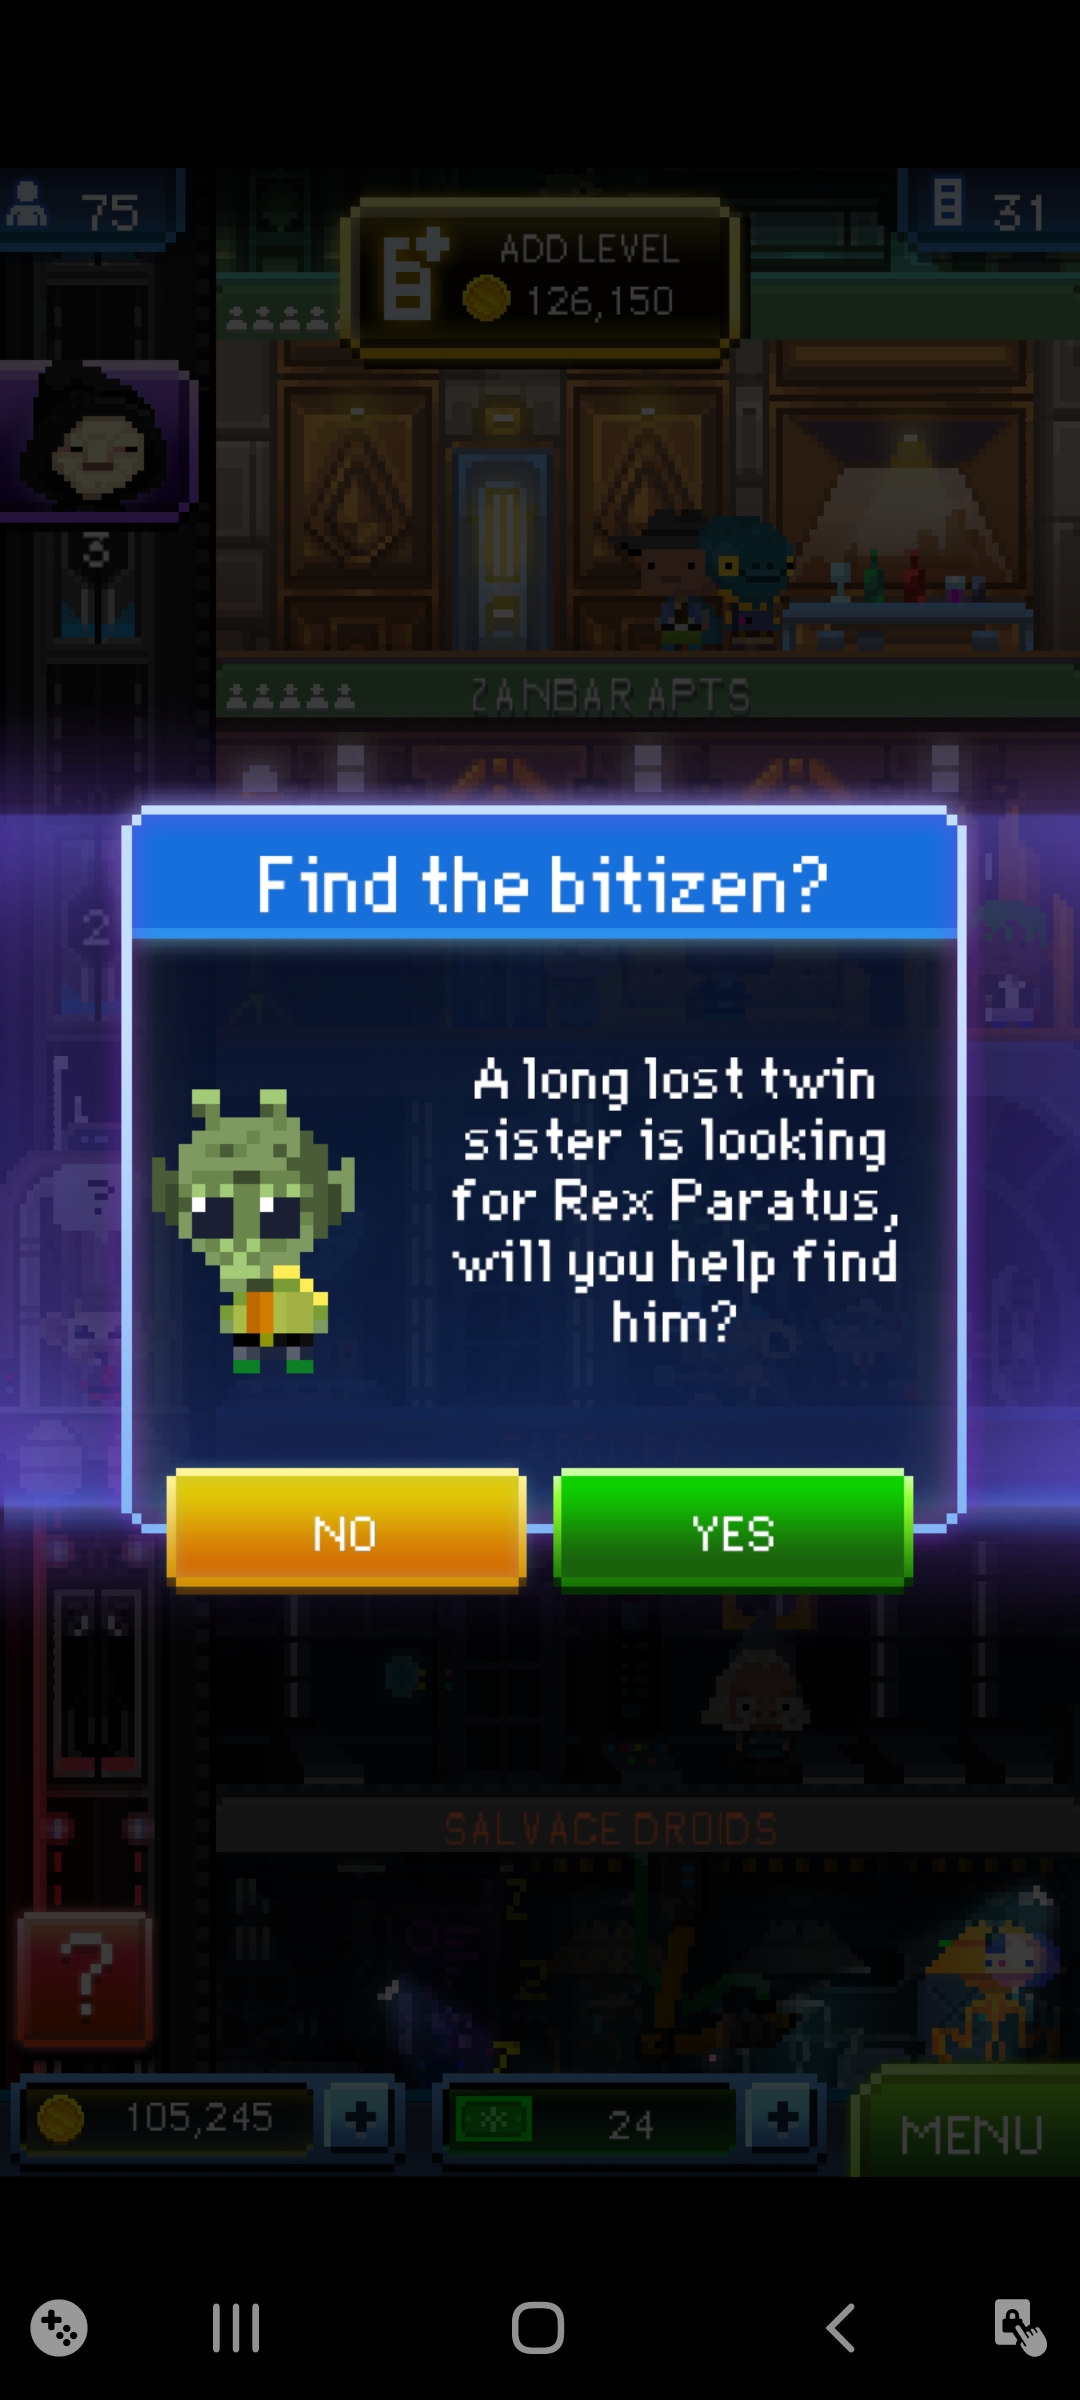 75
ADD LEVEL
126,150
31
3
ZANBAR APTS
2
Find the bitizen?
A long lost twin
sister is looking
for Rex Paratus,
will you help find
him?
NO
YES
SALVAGE DROIDS
?
105,245
24
MENU